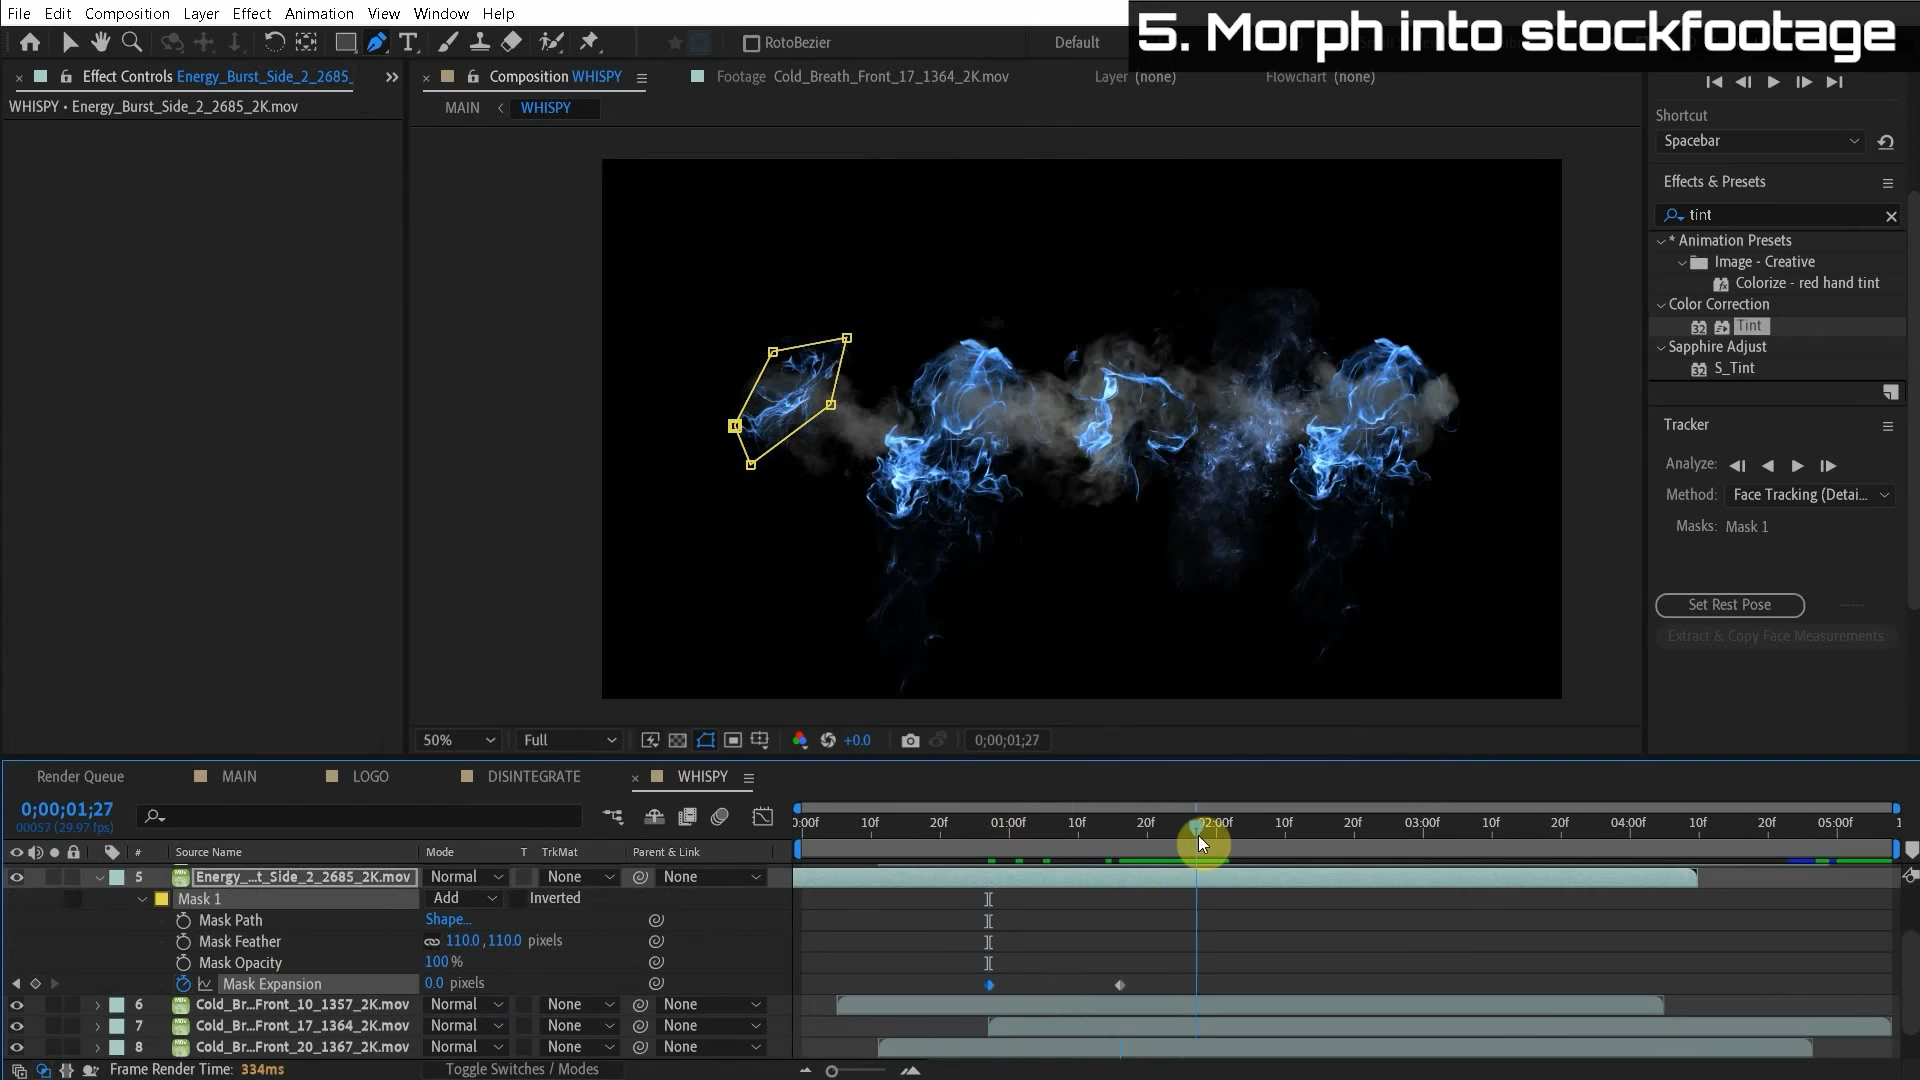 File Edit Composition Layer Effect Animation View Window Help
5. Morph into stockfootage
RotoBezier
Default
Effect Controls Energy_Burst_Side_2_2685_
Composition WHISPY
Footage Cold_Breath_Front_17_1364_2K.mov
Layer (none)
Flowchart (none)
WHISPY • Energy_Burst_Side_2_2685_2K.mov
MAIN
WHISPY
Shortcut
Spacebar
Effects & Presets
tint
* Animation Presets
Image - Creative
Colorize - red hand tint
Color Correction
Tint
Sapphire Adjust
S_Tint
Tracker
Analyze:
Method: Face Tracking (Detai...
Masks: Mask 1
Set Rest Pose
Extract & Copy Face Measurements
50% Full +0.0 0;00;01;27
Render Queue MAIN LOGO DISINTEGRATE WHISPY
0;00;01;27
00057 (29.97 fps)
0:00f 10f 20f 01:00f 10f 20f 02:00f 10f 20f 03:00f 10f 20f 04:00f 10f 20f 05:00f 1
# Source Name Mode T TrkMat Parent & Link
5 Energy_...t_Side_2_2685_2K.mov Normal None None
Mask 1 Add Inverted
Mask Path Shape...
Mask Feather 110.0, 110.0 pixels
Mask Opacity 100 %
Mask Expansion 0.0 pixels
6 Cold_Br...Front_10_1357_2K.mov Normal None None
7 Cold_Br...Front_17_1364_2K.mov Normal None None
8 Cold_Br...Front_20_1367_2K.mov Normal None None
Frame Render Time: 334ms Toggle Switches / Modes